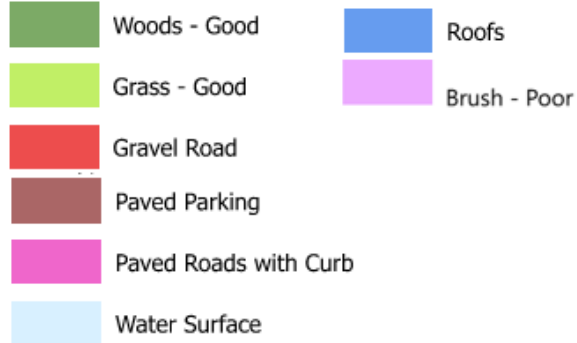 Woods - Good
Grass - Good
Gravel Road
Paved Parking
Paved Roads with Curb
Water Surface
Roofs
Brush - Poor